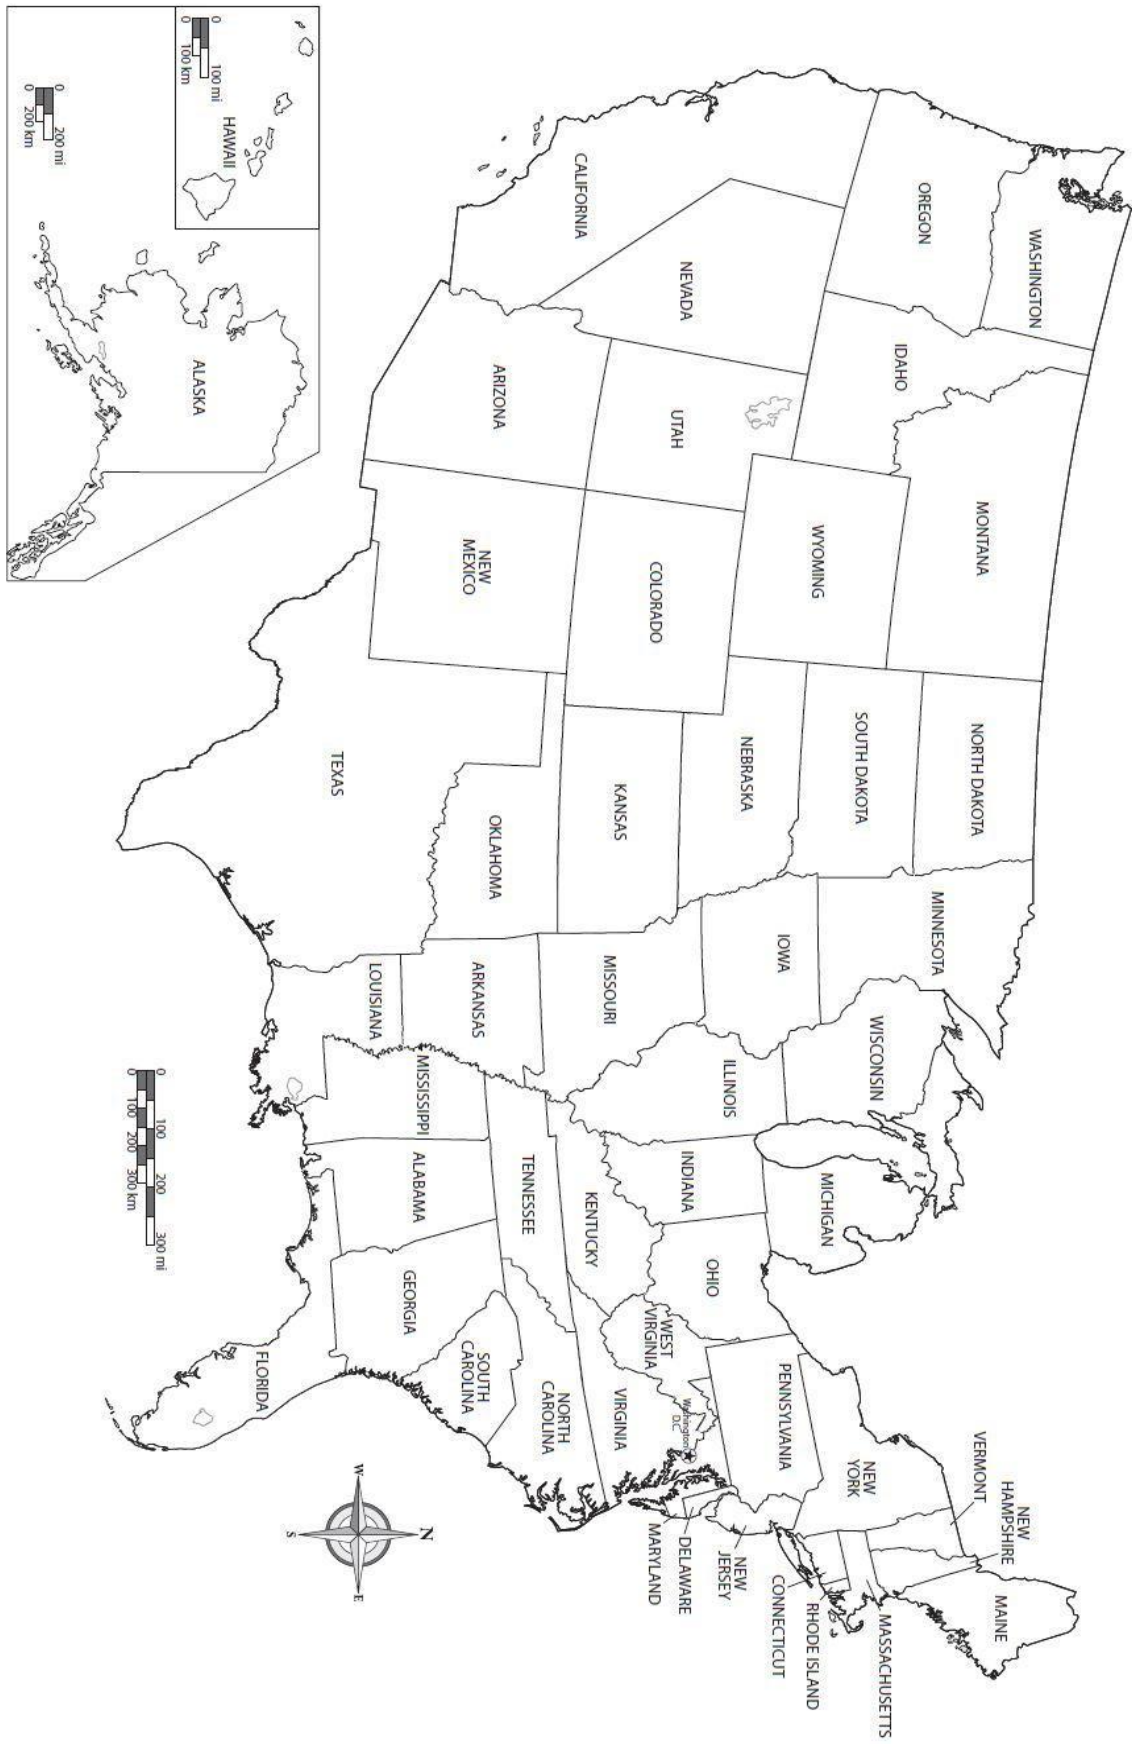 WASHINGTON
OREGON
CALIFORNIA
NEVADA
IDAHO
MONTANA
WYOMING
UTAH
ARIZONA
COLORADO
NEW
MEXICO
NORTH DAKOTA
SOUTH DAKOTA
NEBRASKA
KANSAS
OKLAHOMA
TEXAS
MINNESOTA
IOWA
MISSOURI
ARKANSAS
LOUISIANA
WISCONSIN
ILLINOIS
MISSISSIPPI
MICHIGAN
INDIANA
OHIO
KENTUCKY
TENNESSEE
ALABAMA
GEORGIA
FLORIDA
SOUTH
CAROLINA
NORTH
CAROLINA
VIRGINIA
WEST
VIRGINIA
Washington
D.C.
PENNSYLVANIA
NEW
YORK
VERMONT
NEW
HAMPSHIRE
MAINE
MASSACHUSETTS
RHODE ISLAND
CONNECTICUT
NEW
JERSEY
DELAWARE
MARYLAND
ALASKA
HAWAII
0 100 mi
0 100 km
0 200 mi
0 200 km
0 100 200 300 mi
0 100 200 300 km
N
W E
S